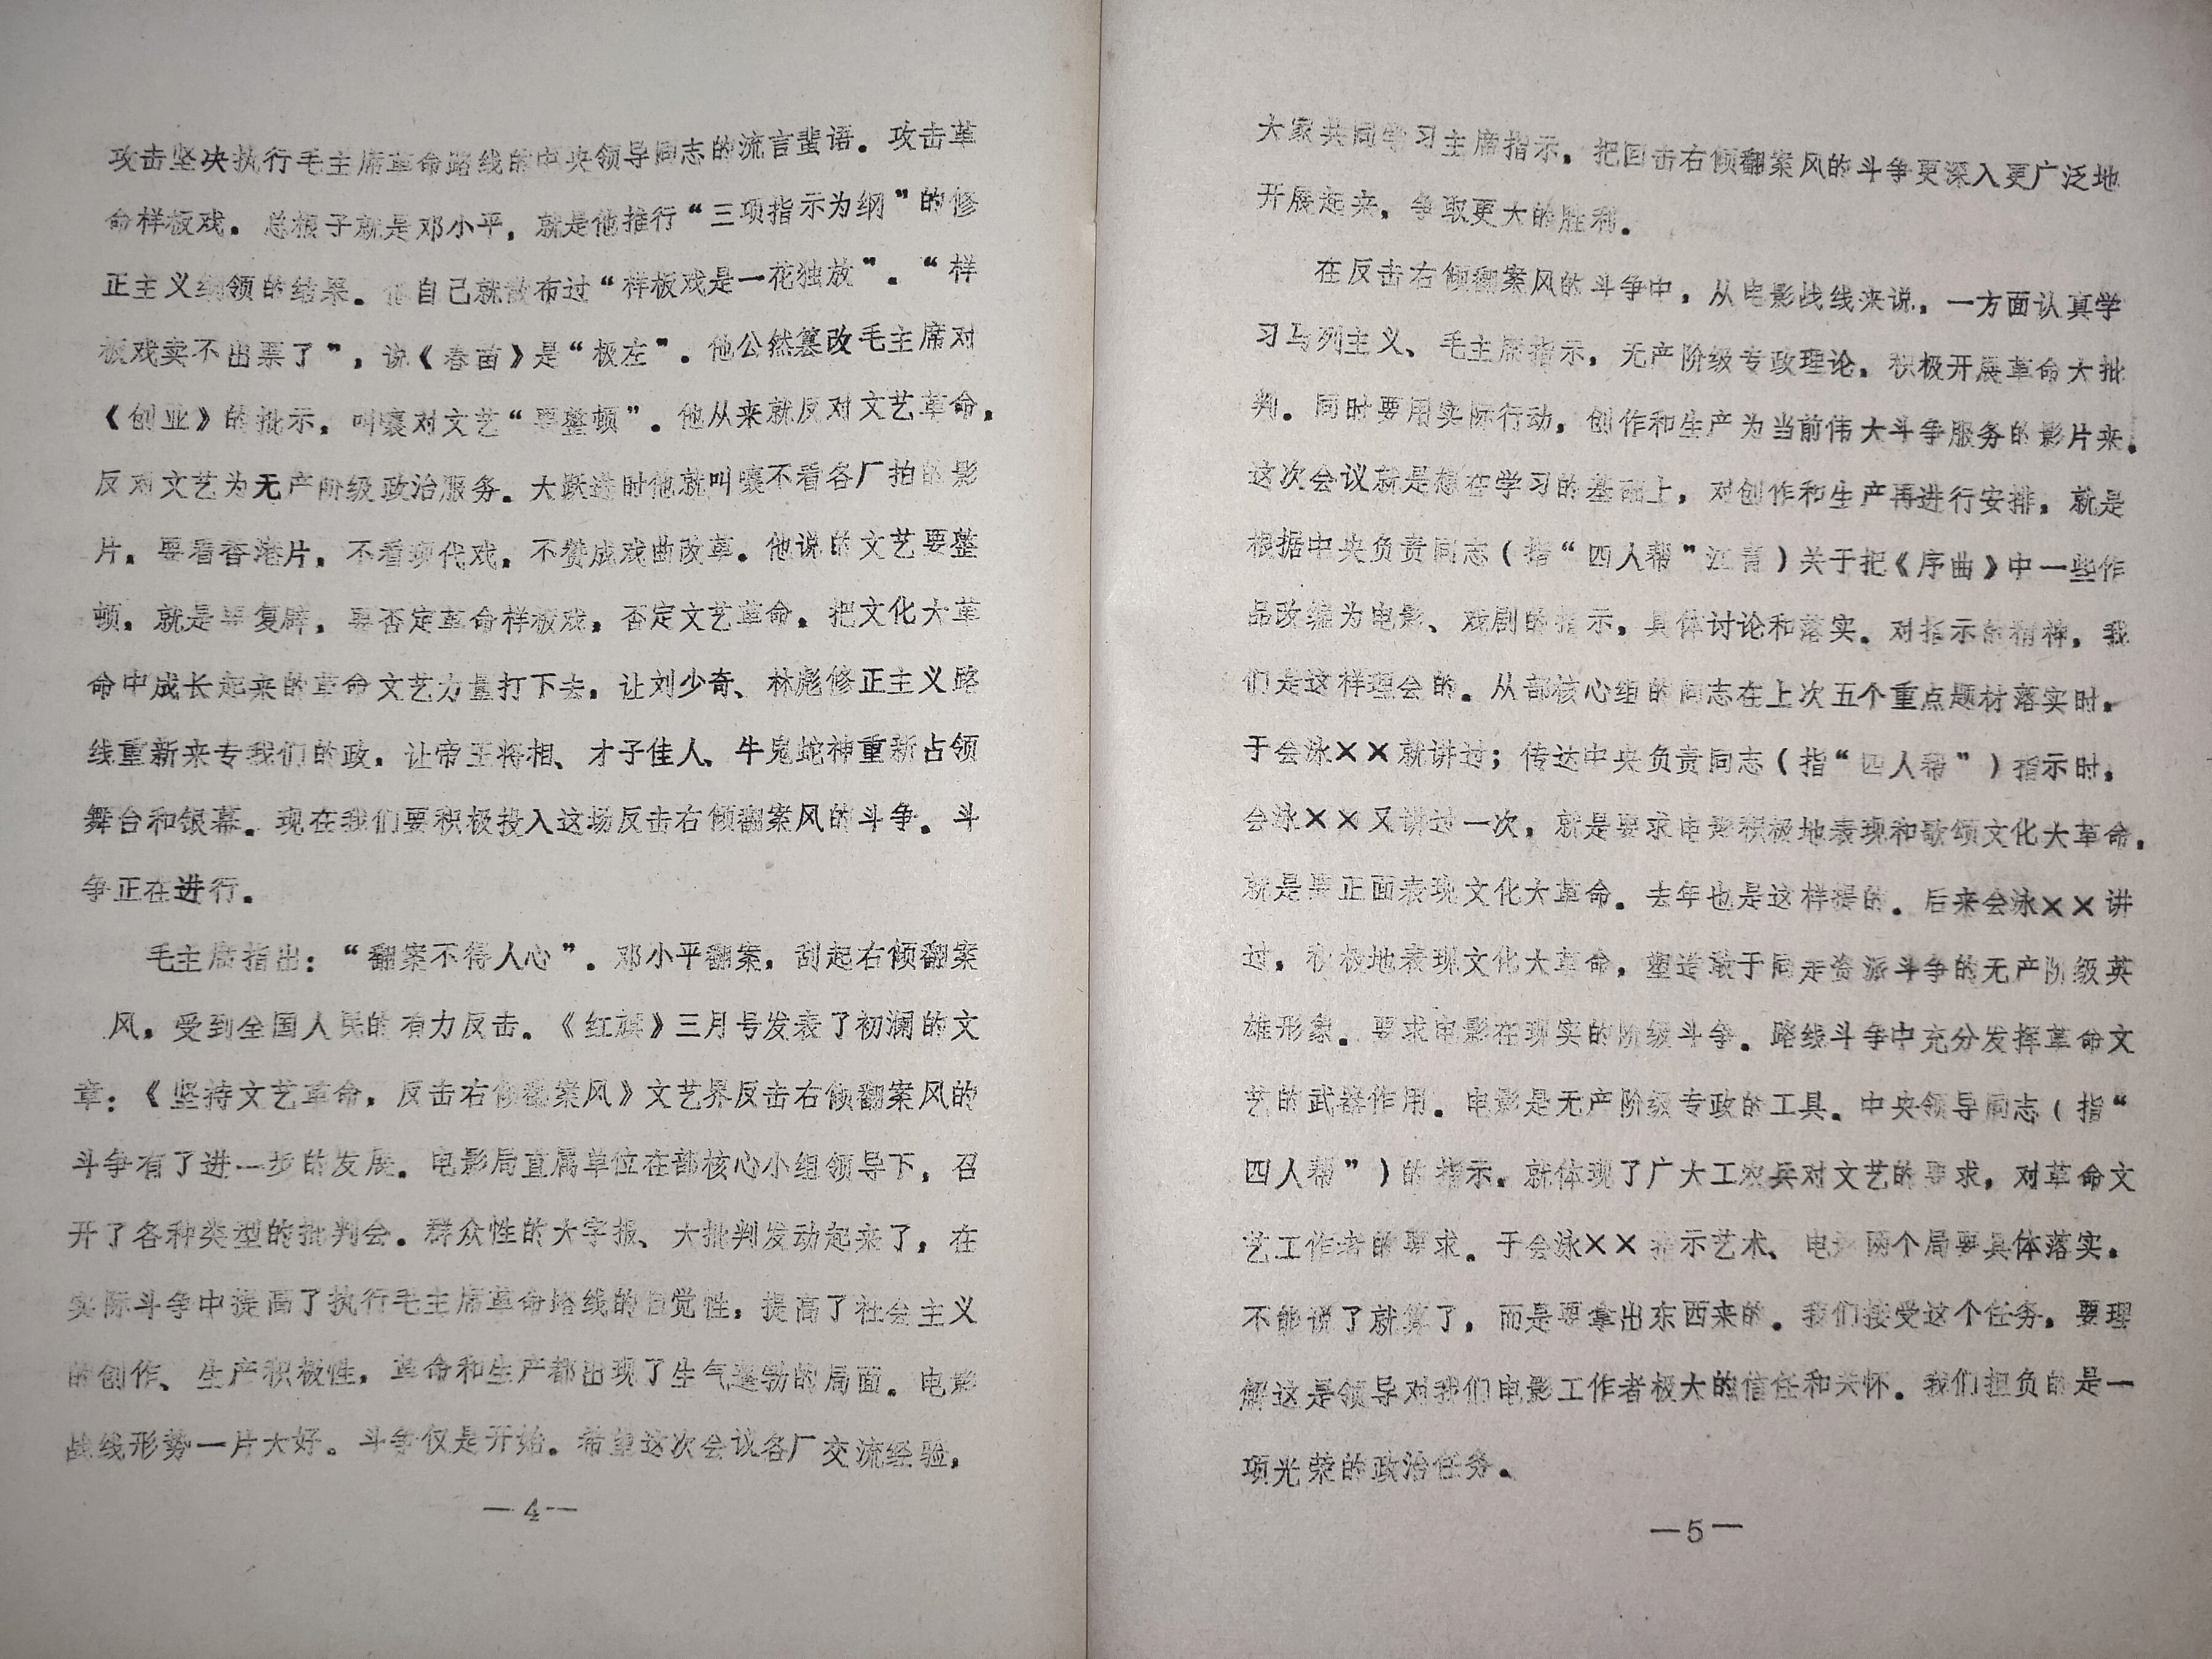 攻击坚决执行毛主席革命路线的中央领导同志的流言蜚语。攻击革
命样板戏。总根子就是邓小平，就是他推行“三项指示为纲”的修
正主义纲领的结果。他自己就散布过“样板戏是一花独放”。“样
板戏卖不出票了”，说《春苗》是“极左”。他公然篡改毛主席对
《创业》的批示，叫嚷对文艺“要整顿”。他从来就反对文艺革命，
反对文艺为无产阶级政治服务。大跃进时他就叫嚷不看各厂拍的影
片，要看香港片，不看现代戏，不赞成戏曲改革。他说的文艺要整
顿，就是要复辟，要否定革命样板戏，否定文艺革命，把文化大革
命中成长起来的革命文艺力量打下去，让刘少奇、林彪修正主义路
线重新来专我们的政，让帝王将相、才子佳人、牛鬼蛇神重新占领
舞台和银幕。现在我们要积极投入这场反击右倾翻案风的斗争。斗
争正在进行。
毛主席指出：“翻案不得人心”。邓小平翻案，刮起右倾翻案
风，受到全国人民的有力反击。《红旗》三月号发表了初澜的文
章：《坚持文艺革命，反击右倾翻案风》文艺界反击右倾翻案风的
斗争有了进一步的发展。电影局直属单位在部核心小组领导下，召
开了各种类型的批判会。群众性的大字报、大批判发动起来了，在
实际斗争中提高了执行毛主席革命路线的自觉性，提高了社会主义
的创作、生产积极性，革命和生产都出现了生气蓬勃的局面。电影
战线形势一片大好。斗争仅是开始。希望这次会议各厂交流经验，
—4—
大家共同学习主席指示，把回击右倾翻案风的斗争更深入更广泛地
开展起来，争取更大的胜利。
在反击右倾翻案风的斗争中，从电影战线来说，一方面认真学
习马列主义、毛主席指示，无产阶级专政理论，积极开展革命大批
判。同时要用实际行动，创作和生产为当前伟大斗争服务的影片来。
这次会议就是想在学习的基础上，对创作和生产再进行安排，就是
根据中央负责同志（指“四人帮”江青）关于把《序曲》中一些作
品改编为电影、戏剧的指示，具体讨论和落实。对指示的精神，我
们是这样理会的。从部核心组的同志在上次五个重点题材落实时，
于会泳××就讲过；传达中央负责同志（指“四人帮”）指示时，
会泳××又讲过一次，就是要求电影积极地表现和歌颂文化大革命，
就是要正面表现文化大革命。去年也是这样提的。后来会泳××讲
过，积极地表现文化大革命，塑造敢于同走资派斗争的无产阶级英
雄形象。要求电影在现实的阶级斗争。路线斗争中充分发挥革命文
艺的武器作用。电影是无产阶级专政的工具。中央领导同志（指“
四人帮”）的指示，就体现了广大工农兵对文艺的要求，对革命文
艺工作者的要求。于会泳××指示艺术、电影两个局要具体落实。
不能说了就算了，而是要拿出东西来的。我们接受这个任务，要理
解这是领导对我们电影工作者极大的信任和关怀。我们担负的是一
项光荣的政治任务。
—5—